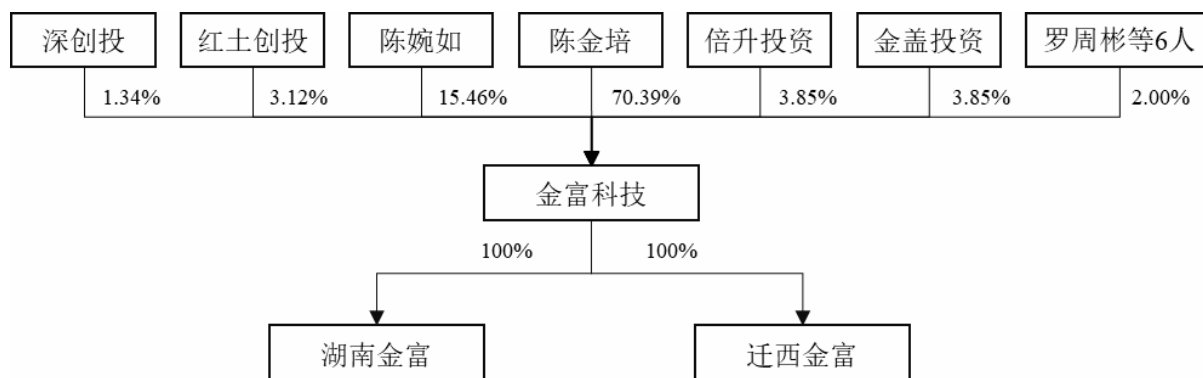 深创投
红土创投
陈婉如
陈金培
倍升投资
金盖投资
罗周彬等6人
1.34%
3.12%
15.46%
70.39%
3.85%
3.85%
2.00%
金富科技
100%
100%
湖南金富
迁西金富